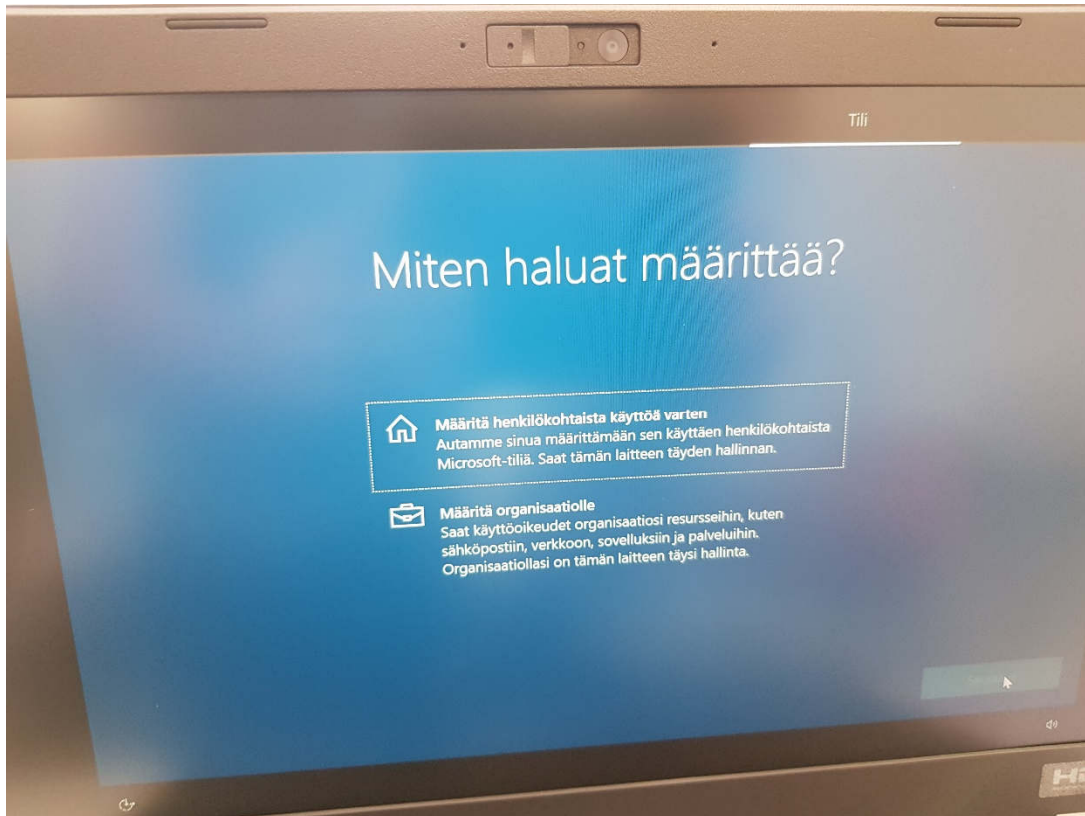 Tili
Miten haluat määrittää?
Määritä henkilökohtaista käyttöä varten
Autamme sinua määrittämään sen käyttäen henkilökohtaista
Microsoft-tiliä. Saat tämän laitteen täyden hallinnan.
Määritä organisaatiolle
Saat käyttöoikeudet organisaatiosi resursseihin, kuten
sähköpostiin, verkkoon, sovelluksiin ja palveluihin.
Organisaatiollasi on tämän laitteen täysi hallinta.